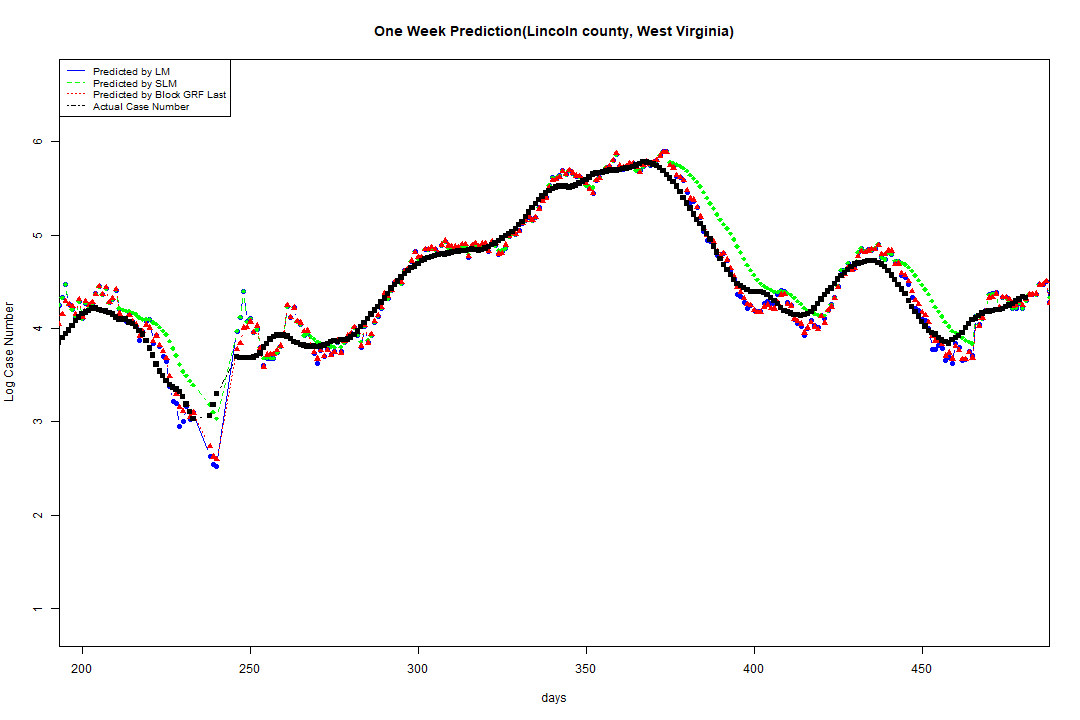 One Week Prediction(Lincoln county, West Virginia)
Predicted by LM
Predicted by SLM
Predicted by Block GRF Last
Actual Case Number
6
5
4
3
2
1
Log Case Number
200 250 300 350 400 450
days